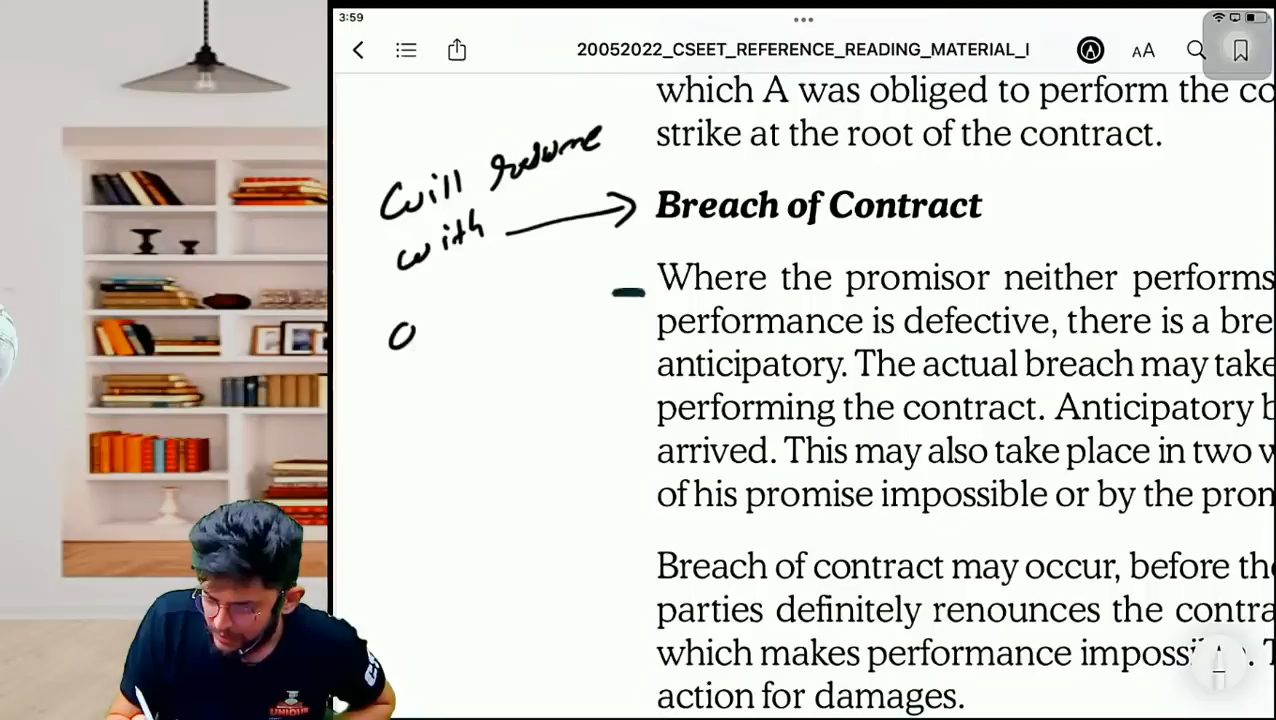 3:59
20052022_CSEET_REFERENCE_READING_MATERIAL_I
AA
which A was obliged to perform the co
strike at the root of the contract.
Will resume
with
Breach of Contract
O
Where the promisor neither performs
performance is defective, there is a bre
anticipatory. The actual breach may take
performing the contract. Anticipatory b
arrived. This may also take place in two w
of his promise impossible or by the pron
Breach of contract may occur, before the
parties definitely renounces the contra
which makes performance impossible. T
action for damages.
UNIQUE